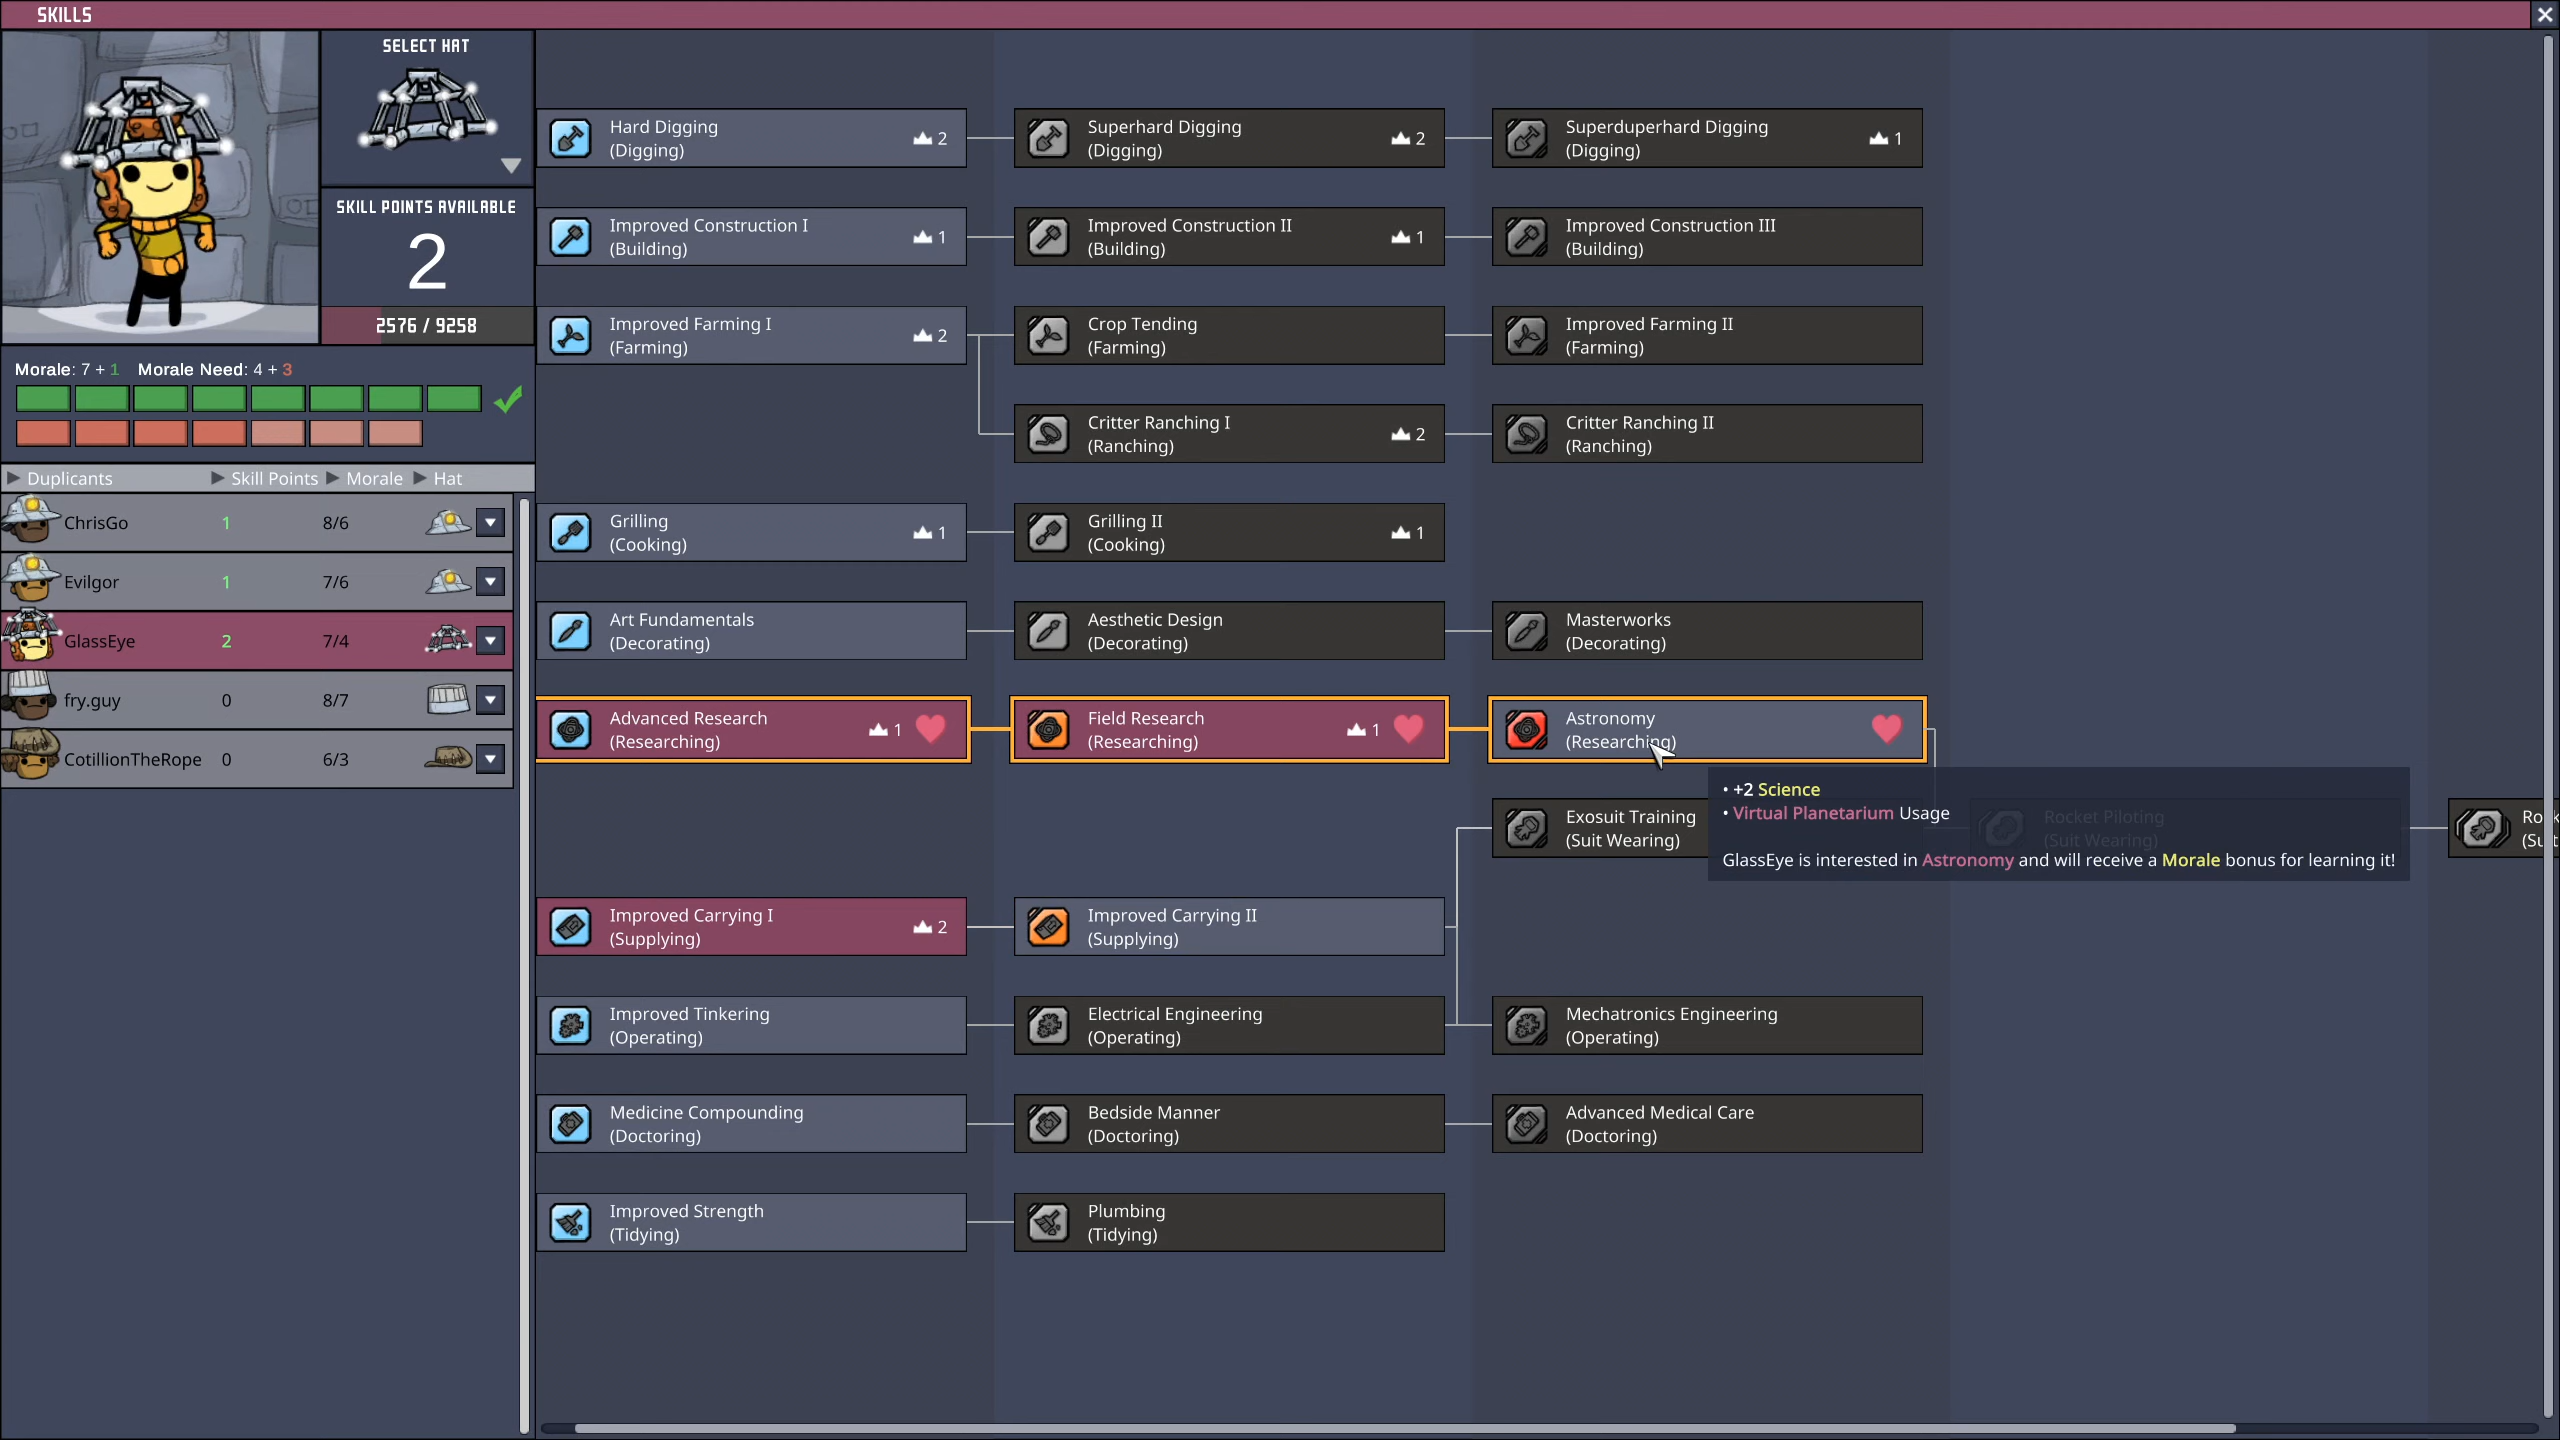 SKILLS
SELECT HAT
SKILL POINTS AVAILABLE
2
2576 / 9258
Morale: 7 + 1 Morale Need: 4 + 3
Duplicants Skill Points Morale Hat
ChrisGo 1 8/6
Evilgor 1 7/6
GlassEye 2 7/4
fry.guy 0 8/7
CotillionTheRope 0 6/3
Hard Digging
(Digging)
2
Superhard Digging
(Digging)
2
Superduperhard Digging
(Digging)
1
Improved Construction I
(Building)
1
Improved Construction II
(Building)
1
Improved Construction III
(Building)
Improved Farming I
(Farming)
2
Crop Tending
(Farming)
Improved Farming II
(Farming)
Critter Ranching I
(Ranching)
2
Critter Ranching II
(Ranching)
Grilling
(Cooking)
1
Grilling II
(Cooking)
1
Art Fundamentals
(Decorating)
Aesthetic Design
(Decorating)
Masterworks
(Decorating)
Advanced Research
(Researching)
1
Field Research
(Researching)
1
Astronomy
(Researching)
• +2 Science
• Virtual Planetarium Usage
GlassEye is interested in Astronomy and will receive a Morale bonus for learning it!
Exosuit Training
(Suit Wearing)
Rocket Piloting
(Suit Wearing)
Improved Carrying I
(Supplying)
2
Improved Carrying II
(Supplying)
Improved Tinkering
(Operating)
Electrical Engineering
(Operating)
Mechatronics Engineering
(Operating)
Medicine Compounding
(Doctoring)
Bedside Manner
(Doctoring)
Advanced Medical Care
(Doctoring)
Improved Strength
(Tidying)
Plumbing
(Tidying)